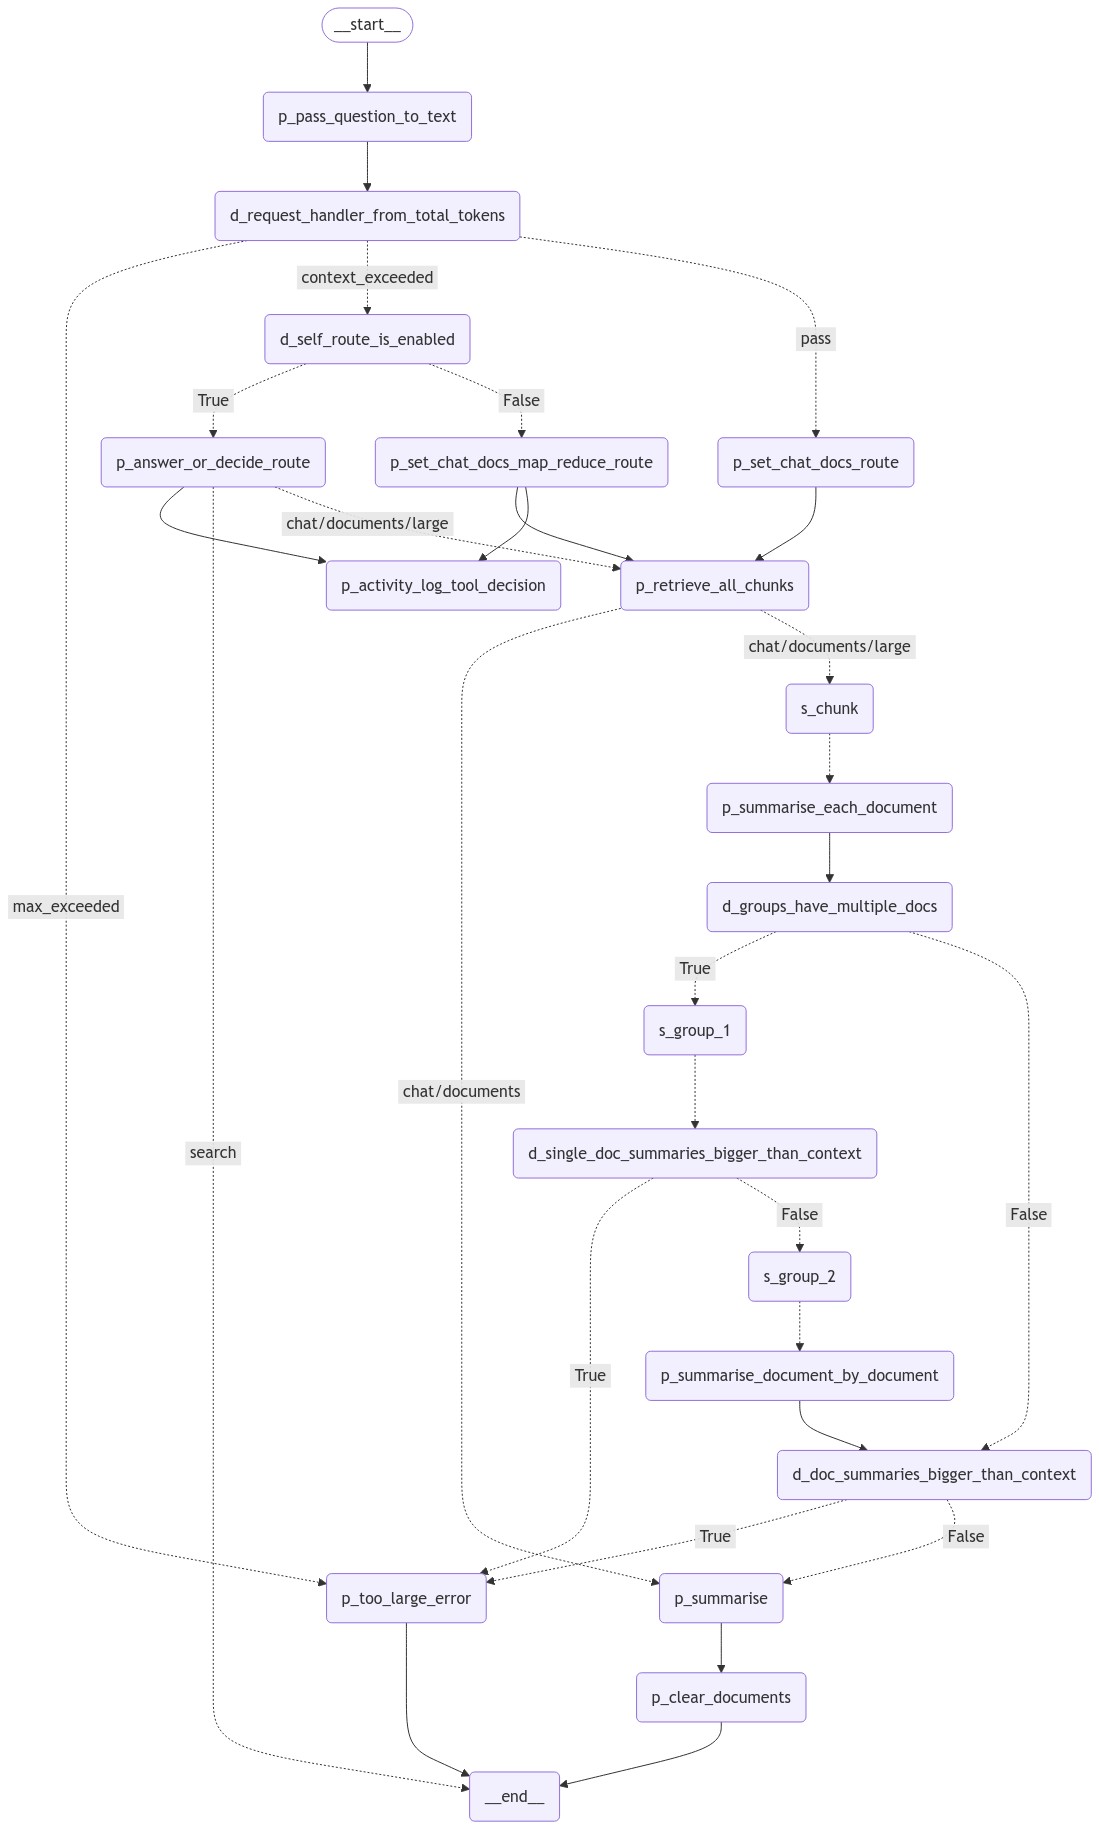 __start__
p_pass_question_to_text
d_request_handler_from_total_tokens
context_exceeded
d_self_route_is_enabled
pass
True
False
p_answer_or_decide_route
p_set_chat_docs_map_reduce_route
p_set_chat_docs_route
chat/documents/large
p_activity_log_tool_decision
p_retrieve_all_chunks
chat/documents/large
s_chunk
p_summarise_each_document
max_exceeded
d_groups_have_multiple_docs
True
s_group_1
chat/documents
search
d_single_doc_summaries_bigger_than_context
False
False
s_group_2
True
p_summarise_document_by_document
d_doc_summaries_bigger_than_context
True
False
p_too_large_error
p_summarise
p_clear_documents
__end__